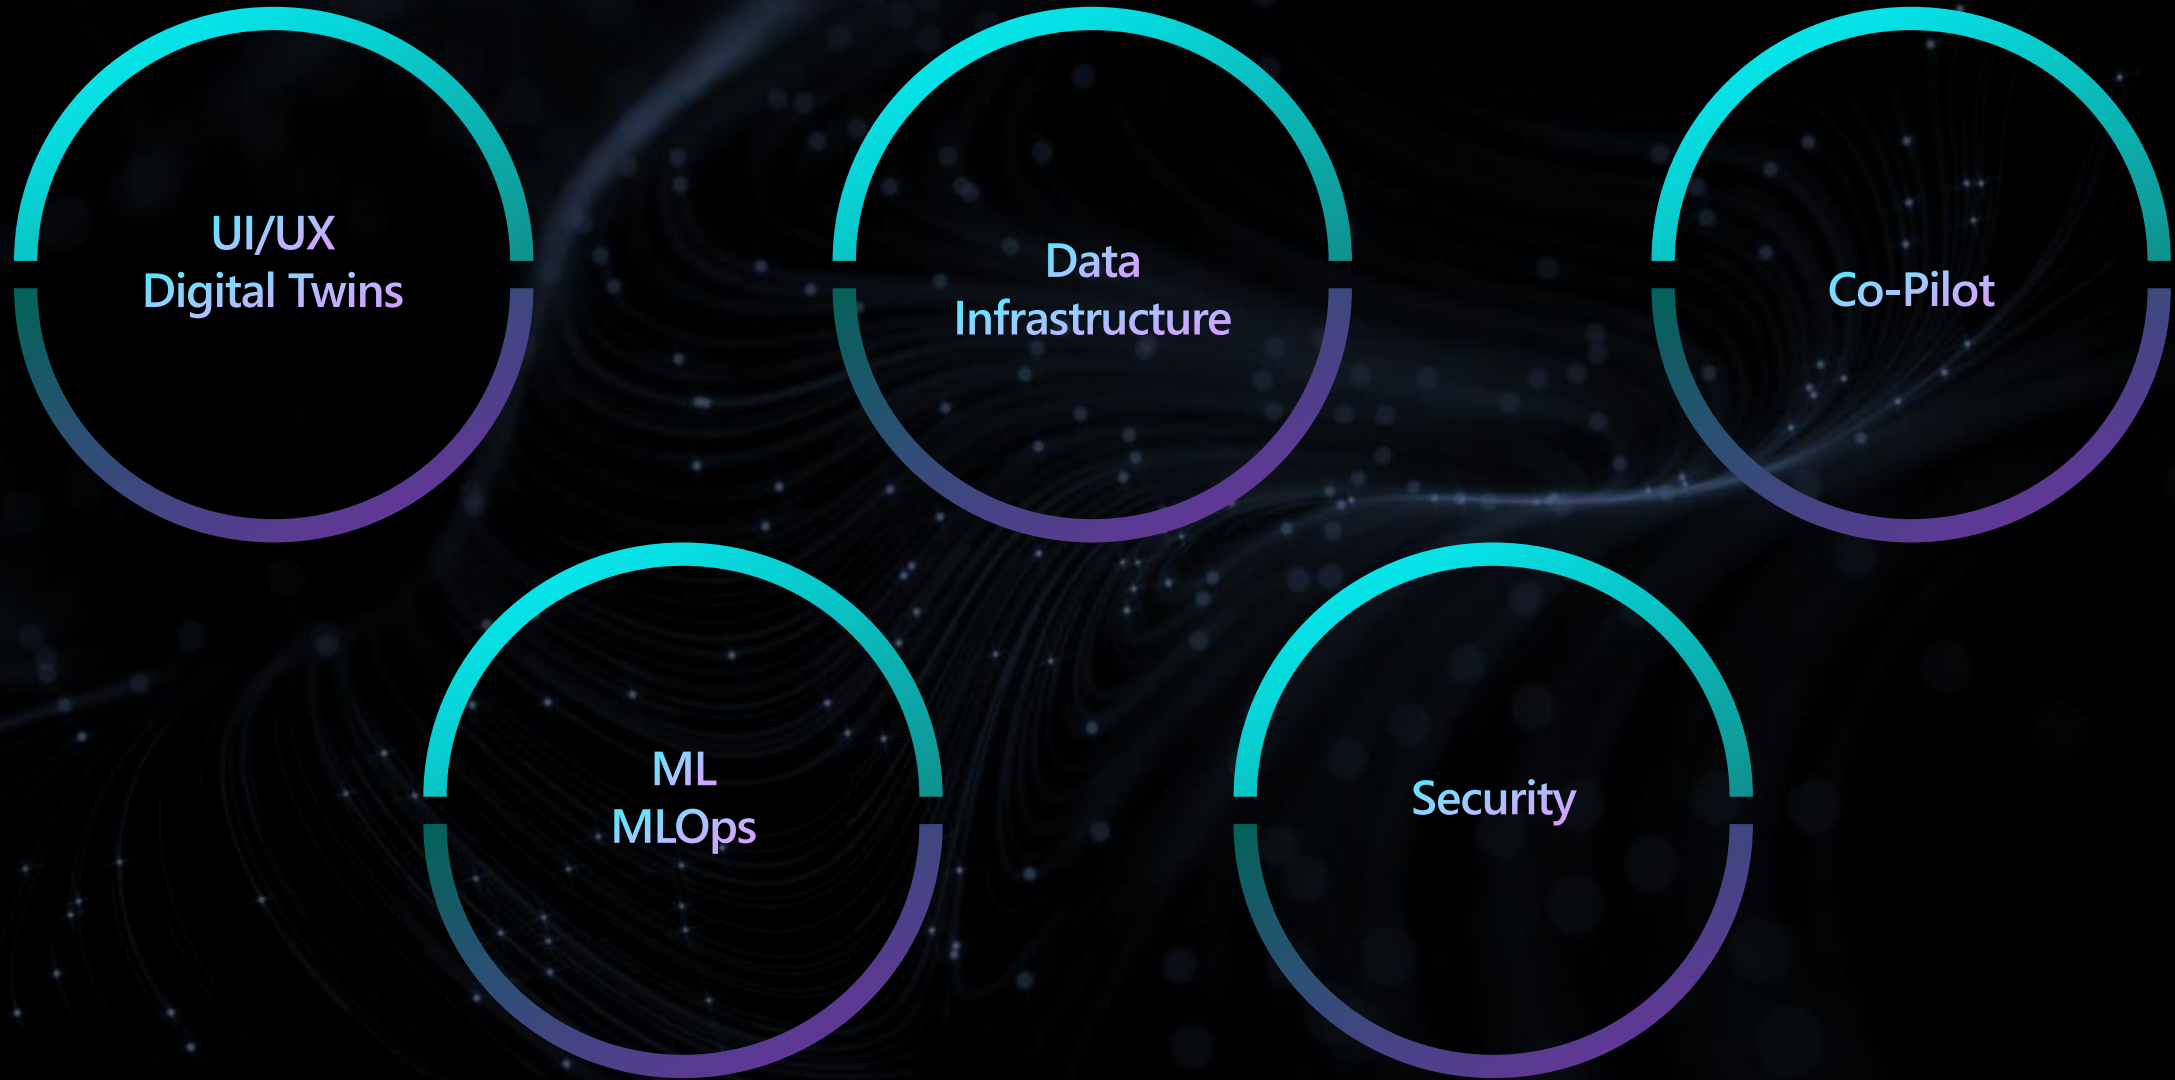 UI/UX
Digital Twins
Data
Infrastructure
Co-Pilot
ML
MLOps
Security